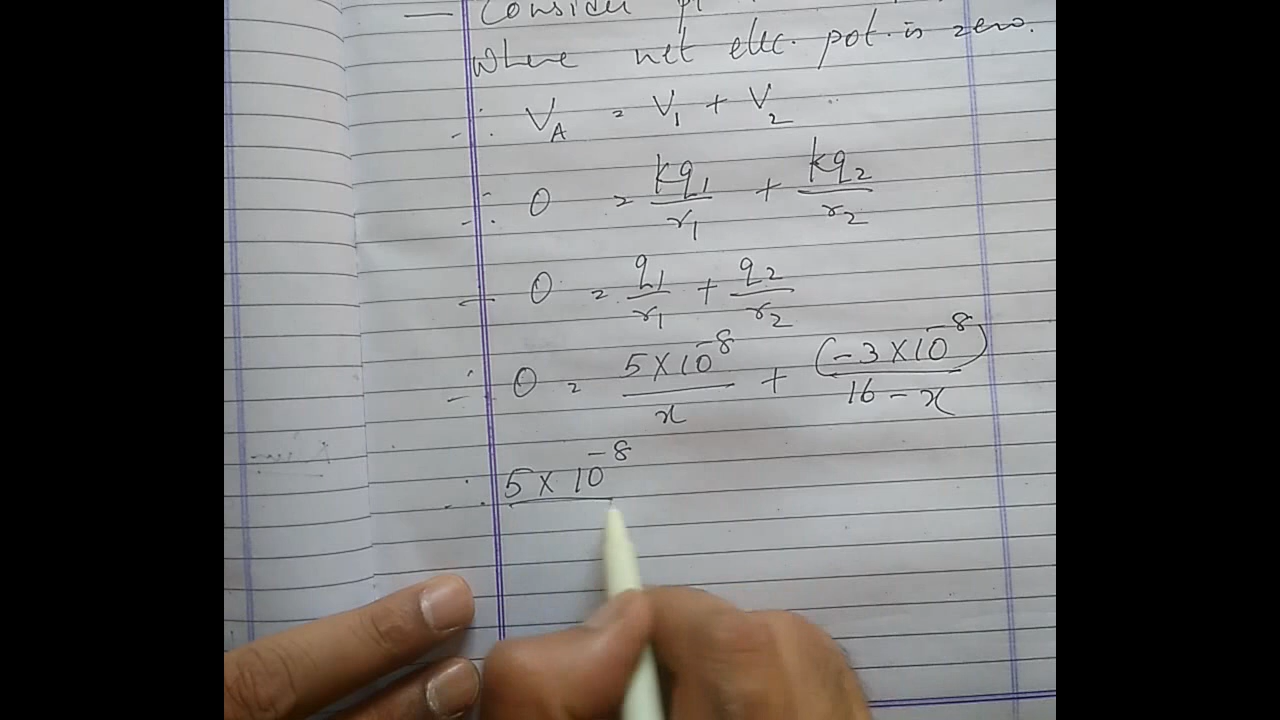 — Consider
where net elec. pot. is zero.
∴ V_A = V_1 + V_2
∴ 0 = kq_1/r_1 + kq_2/r_2
∴ 0 = q_1/r_1 + q_2/r_2
∴ 0 = 5×10^-8/x + (-3×10^-8)/16-x
∴ 5×10^-8